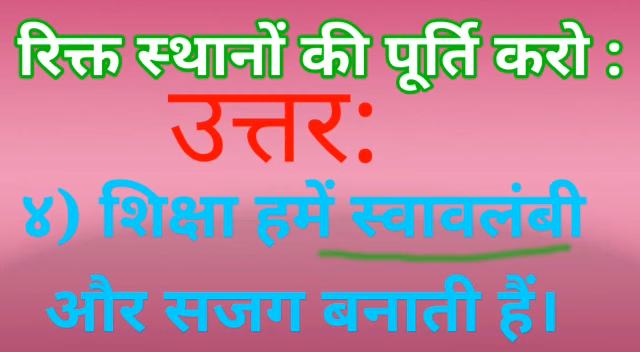 रिक्त स्थानों की पूर्ति करो :
उत्तर:
४) शिक्षा हमें स्वावलंबी
और सजग बनाती हैं।